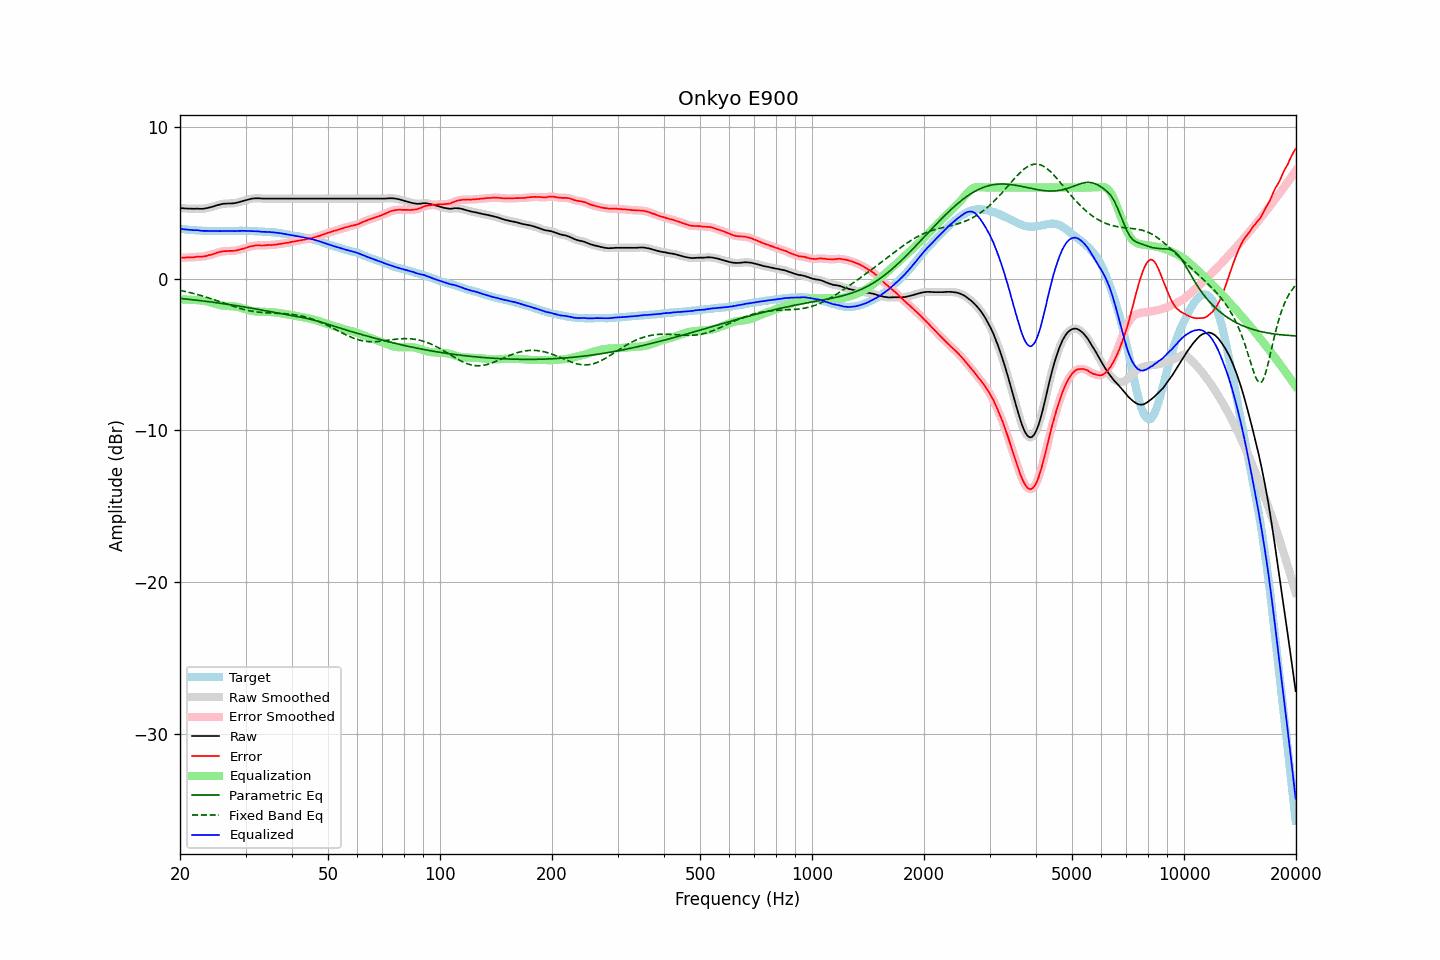 Onkyo E900
10
0
−10
−20
−30
Amplitude (dBr)
Target
Raw Smoothed
Error Smoothed
Raw
Error
Equalization
Parametric Eq
Fixed Band Eq
Equalized
20 50 100 200 500 1000 2000 5000 10000 20000
Frequency (Hz)